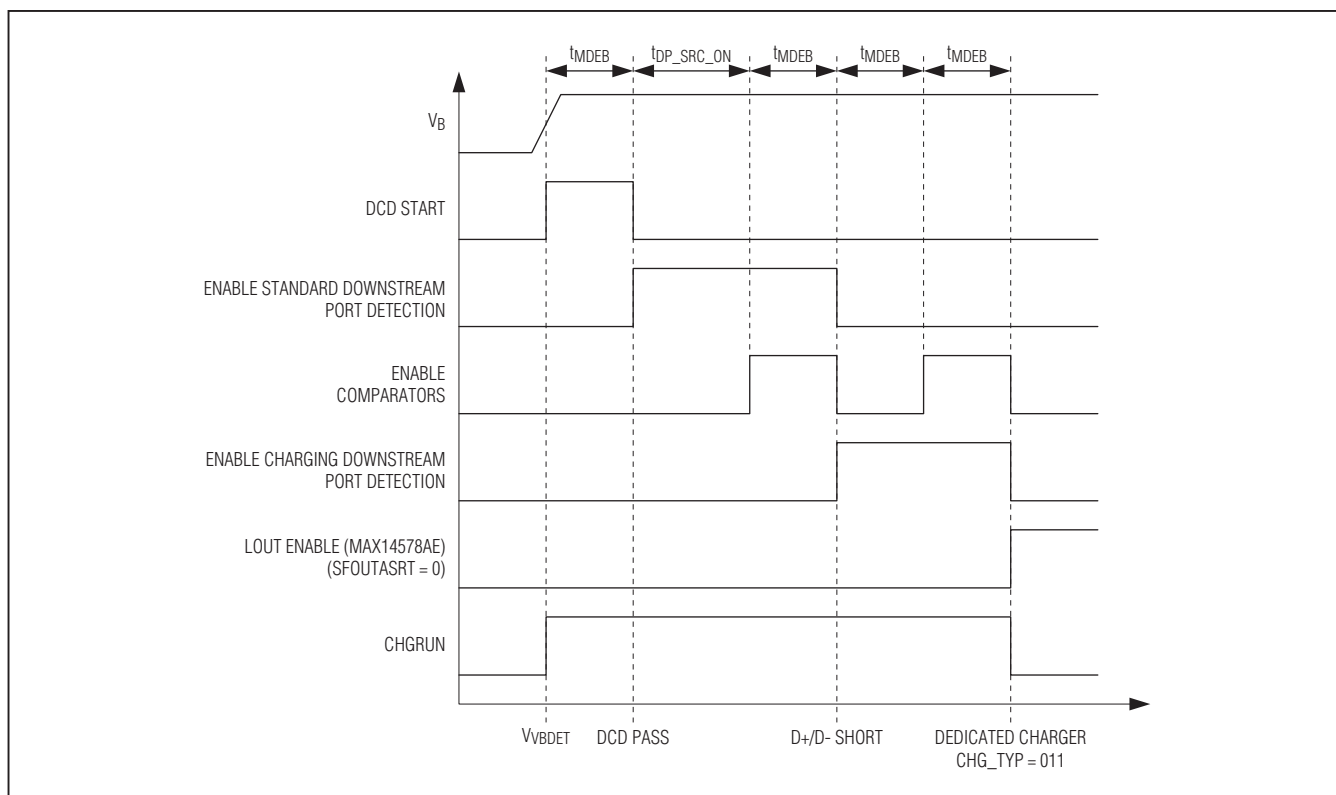 tMDEB tDP_SRC_ON tMDEB tMDEB tMDEB
VB
DCD START
ENABLE STANDARD DOWNSTREAM
PORT DETECTION
ENABLE
COMPARATORS
ENABLE CHARGING DOWNSTREAM
PORT DETECTION
LOUT ENABLE (MAX14578AE)
(SFOUTASRT = 0)
CHGRUN
VVBDET DCD PASS D+/D- SHORT DEDICATED CHARGER
CHG_TYP = 011